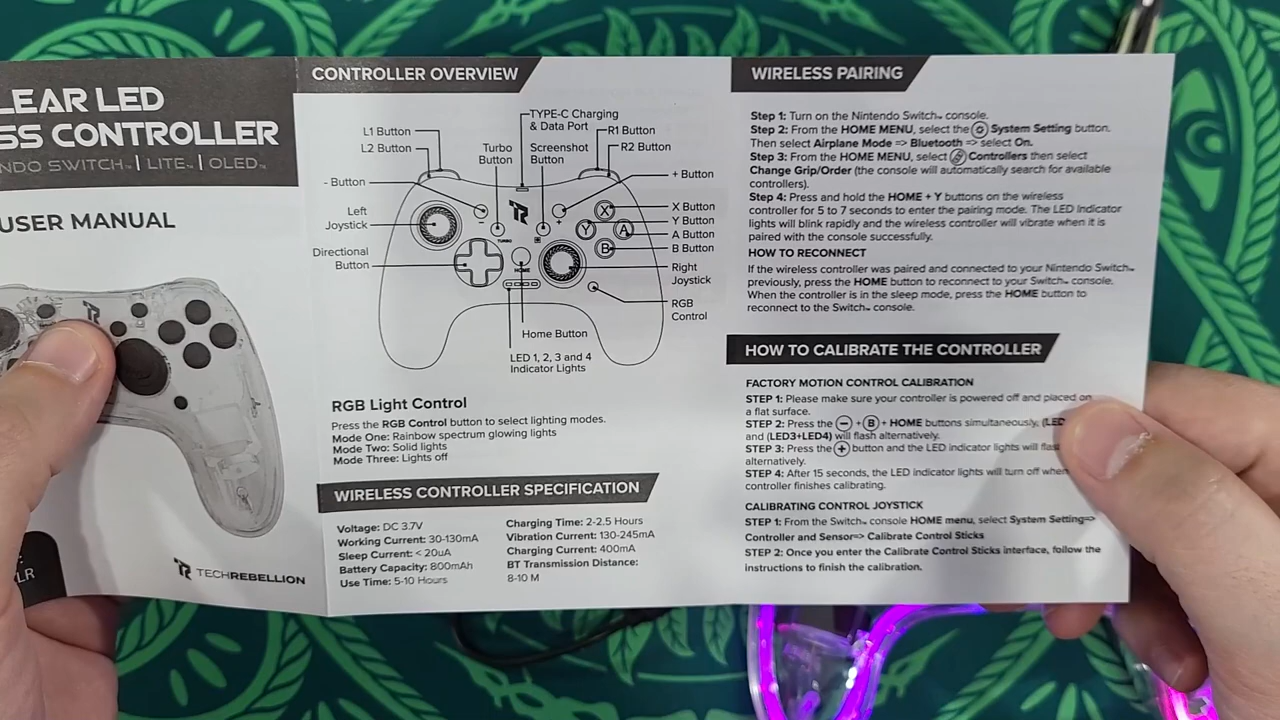 LEAR LED
SS CONTROLLER
NDO SWITCH™ | LITE™ | OLED™
USER MANUAL
LR
TECHREBELLION
CONTROLLER OVERVIEW
TYPE-C Charging
& Data Port
L1 Button
L2 Button
Turbo
Button
Screenshot
Button
R1 Button
R2 Button
- Button
+ Button
Left
Joystick
X Button
Y Button
A Button
B Button
X
Y
A
B
TURBO
HOME
Directional
Button
Right
Joystick
RGB
Control
Home Button
LED 1, 2, 3 and 4
Indicator Lights
RGB Light Control
Press the RGB Control button to select lighting modes.
Mode One: Rainbow spectrum glowing lights
Mode Two: Solid lights
Mode Three: Lights off
WIRELESS CONTROLLER SPECIFICATION
Voltage: DC 3.7V
Working Current: 30-130mA
Sleep Current: < 20uA
Battery Capacity: 800mAh
Use Time: 5-10 Hours
Charging Time: 2-2.5 Hours
Vibration Current: 130-245mA
Charging Current: 400mA
BT Transmission Distance:
8-10 M
WIRELESS PAIRING
Step 1: Turn on the Nintendo Switch™ console.
Step 2: From the HOME MENU, select the System Setting button.
Then select Airplane Mode => Bluetooth => select On.
Step 3: From the HOME MENU, select Controllers then select
Change Grip/Order (the console will automatically search for available
controllers).
Step 4: Press and hold the HOME + Y buttons on the wireless
controller for 5 to 7 seconds to enter the pairing mode. The LED Indicator
lights will blink rapidly and the wireless controller will vibrate when it is
paired with the console successfully.
HOW TO RECONNECT
If the wireless controller was paired and connected to your Nintendo Switch™
previously, press the HOME button to reconnect to your Switch™ console.
When the controller is in the sleep mode, press the HOME button to
reconnect to the Switch™ console.
HOW TO CALIBRATE THE CONTROLLER
FACTORY MOTION CONTROL CALIBRATION
STEP 1: Please make sure your controller is powered off and placed on
a flat surface.
STEP 2: Press the - + B + HOME buttons simultaneously, (LED
and (LED3+LED4) will flash alternatively.
STEP 3: Press the + button and the LED indicator lights will flas
alternatively.
STEP 4: After 15 seconds, the LED indicator lights will turn off when
controller finishes calibrating.
CALIBRATING CONTROL JOYSTICK
STEP 1: From the Switch™ console HOME menu, select System Setting=>
Controller and Sensor=> Calibrate Control Sticks
STEP 2: Once you enter the Calibrate Control Sticks interface, follow the
instructions to finish the calibration.